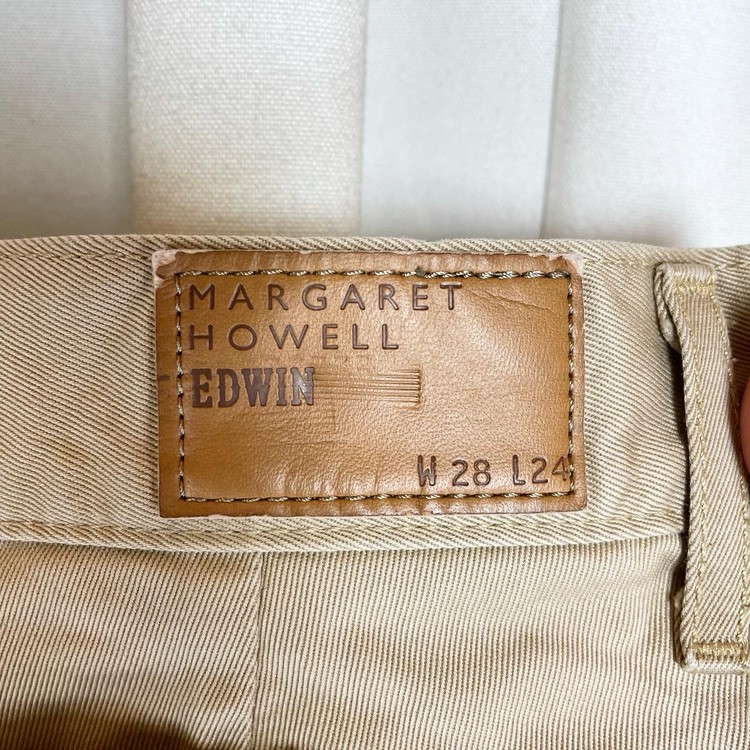 MARGARET
HOWELL
EDWIN
W 28 L24